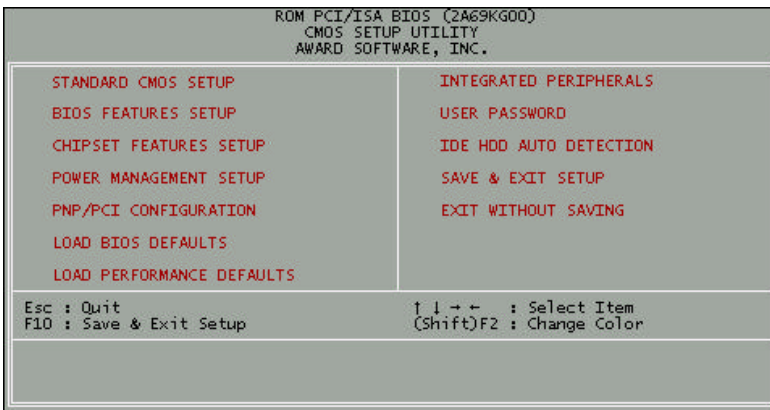 ROM PCI/ISA BIOS (2A69KG00)
CMOS SETUP UTILITY
AWARD SOFTWARE, INC.
STANDARD CMOS SETUP
BIOS FEATURES SETUP
CHIPSET FEATURES SETUP
POWER MANAGEMENT SETUP
PNP/PCI CONFIGURATION
LOAD BIOS DEFAULTS
LOAD PERFORMANCE DEFAULTS
INTEGRATED PERIPHERALS
USER PASSWORD
IDE HDD AUTO DETECTION
SAVE & EXIT SETUP
EXIT WITHOUT SAVING
Esc : Quit
F10 : Save & Exit Setup
↑ ↓ → ← : Select Item
(Shift)F2 : Change Color